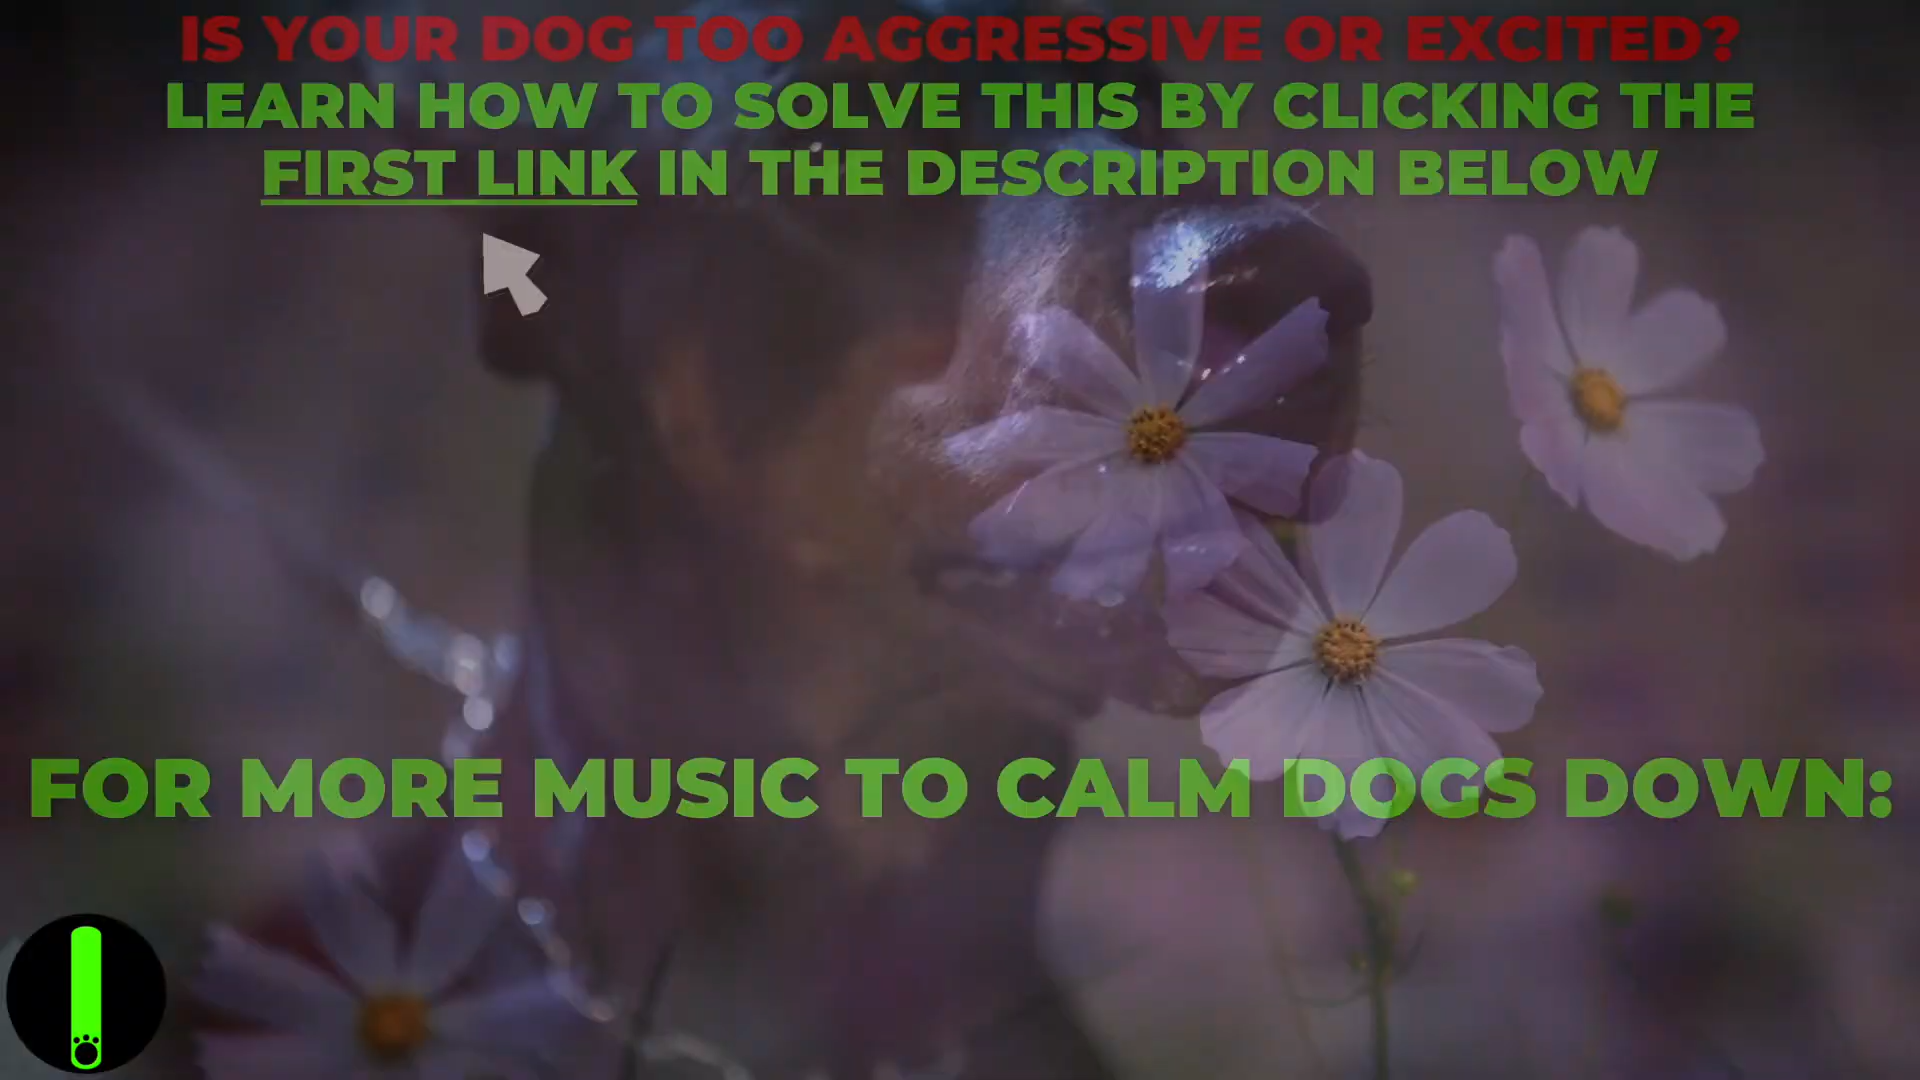 IS YOUR DOG TOO AGGRESSIVE OR EXCITED?
LEARN HOW TO SOLVE THIS BY CLICKING THE
FIRST LINK IN THE DESCRIPTION BELOW
FOR MORE MUSIC TO CALM DOGS DOWN: